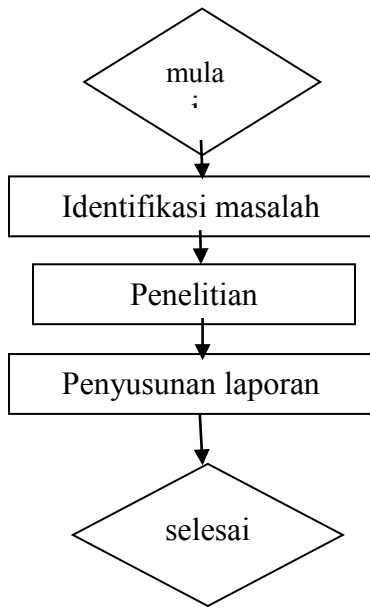 mula
i
Identifikasi masalah
Penelitian
Penyusunan laporan
selesai